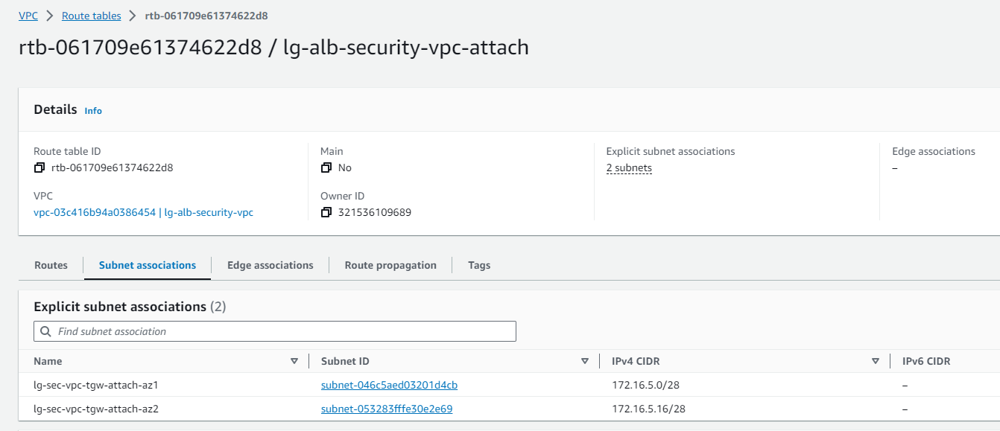 VPC > Route tables > rtb-061709e61374622d8
rtb-061709e61374622d8 / lg-alb-security-vpc-attach
Details Info
Route table ID
rtb-061709e61374622d8
Main
No
Explicit subnet associations
2 subnets
Edge associations
–
VPC
vpc-03c416b94a0386454 | lg-alb-security-vpc
Owner ID
321536109689
Routes Subnet associations Edge associations Route propagation Tags
Explicit subnet associations (2)
Find subnet association
Name Subnet ID IPv4 CIDR IPv6 CIDR
lg-sec-vpc-tgw-attach-az1 subnet-046c5aed03201d4cb 172.16.5.0/28 –
lg-sec-vpc-tgw-attach-az2 subnet-053283fffe30e2e69 172.16.5.16/28 –